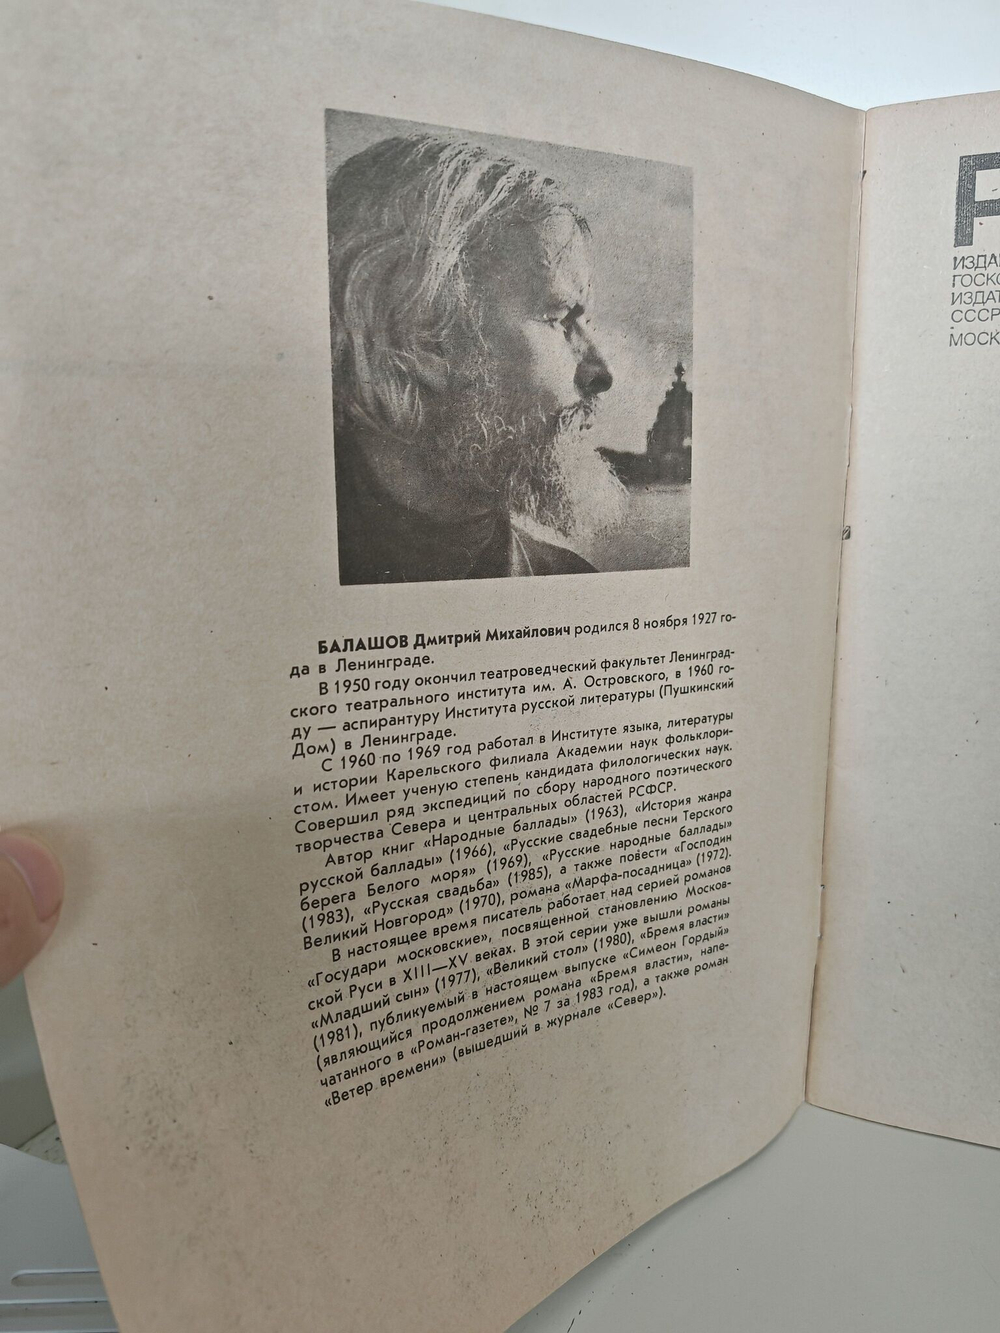 БАЛАШОВ Дмитрий Михайлович родился 8 ноября 1927 го-
да в Ленинграде.
В 1950 году окончил театроведческий факультет Ленинград-
ского театрального института им. А. Островского, в 1960 го-
ду — аспирантуру Института русской литературы (Пушкинский
Дом) в Ленинграде.
С 1960 по 1969 год работал в Институте языка, литературы
и истории Карельского филиала Академии наук фольклори-
стом. Имеет ученую степень кандидата филологических наук.
Совершил ряд экспедиций по сбору народного поэтического
творчества Севера и центральных областей РСФСР.
Автор книг «Народные баллады» (1963), «История жанра
русской баллады» (1966), «Русские свадебные песни Терского
берега Белого моря» (1969), «Русские народные баллады»
(1983), «Русская свадьба» (1985), а также повести «Господин
Великий Новгород» (1970), романа «Марфа-посадница» (1972).
В настоящее время писатель работает над серией романов
«Государи московские», посвященной становлению Москов-
ской Руси в XIII—XV веках. В этой серии уже вышли романы
«Младший сын» (1977), «Великий стол» (1980), «Бремя власти»
(1981), публикуемый в настоящем выпуске «Симеон Гордый»
(являющийся продолжением романа «Бремя власти», напе-
чатанного в «Роман-газете», № 7 за 1983 год), а также роман
«Ветер времени» (вышедший в журнале «Север»).
ИЗДА
ГОСКО
ИЗДАТ
СССР
МОСК